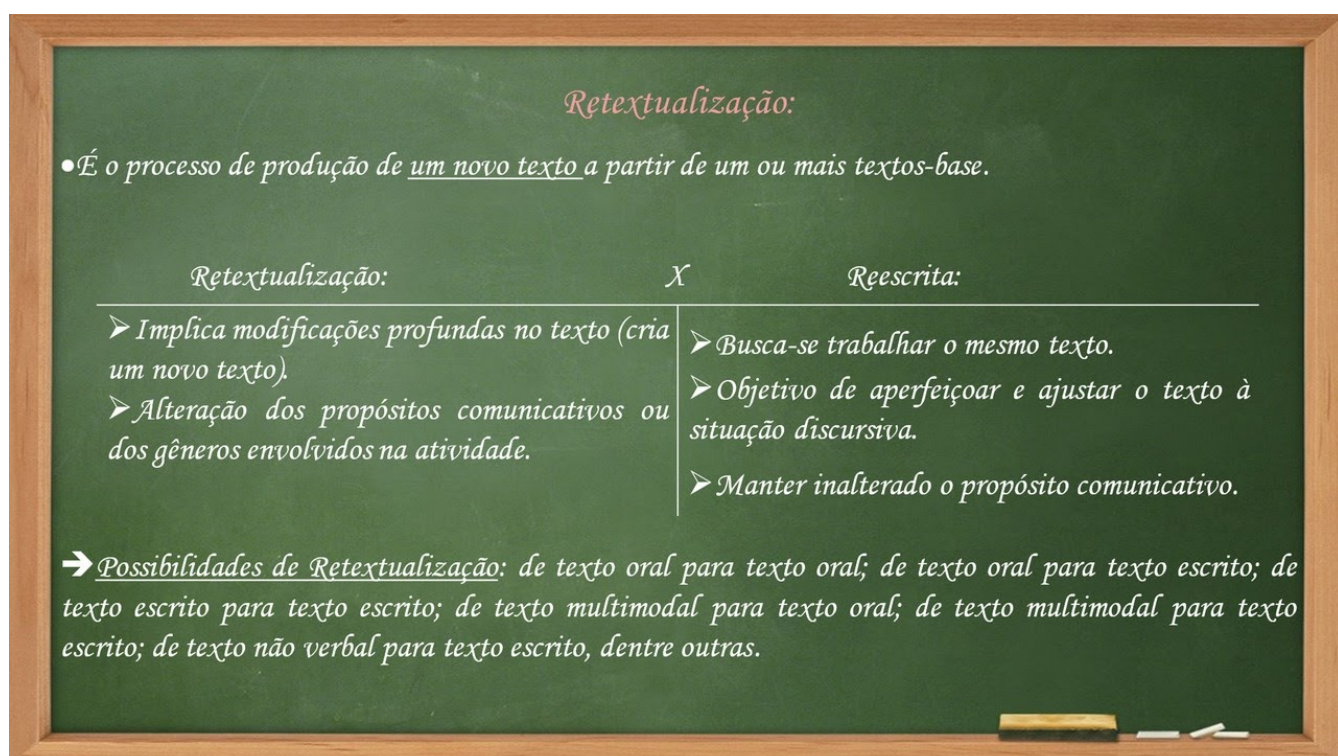 Retextualização:
•É o processo de produção de um novo texto a partir de um ou mais textos-base.
Retextualização: X Reescrita:
➢Implica modificações profundas no texto (cria
um novo texto).
➢Alteração dos propósitos comunicativos ou
dos gêneros envolvidos na atividade.
➢Busca-se trabalhar o mesmo texto.
➢Objetivo de aperfeiçoar e ajustar o texto à
situação discursiva.
➢Manter inalterado o propósito comunicativo.
➔Possibilidades de Retextualização: de texto oral para texto oral; de texto oral para texto escrito; de
texto escrito para texto escrito; de texto multimodal para texto oral; de texto multimodal para texto
escrito; de texto não verbal para texto escrito, dentre outras.